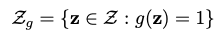 𝒵_g = {𝐳 ∈ 𝒵 : g(𝐳) = 1}